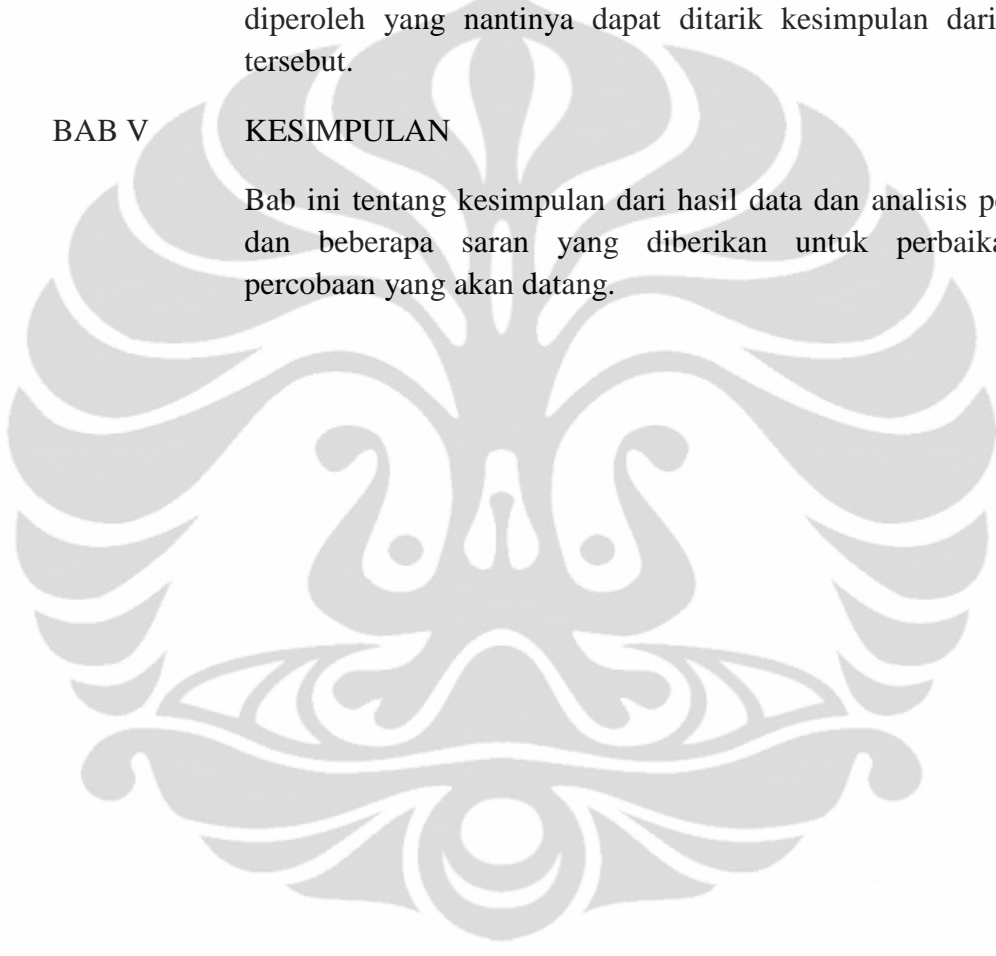 diperoleh yang nantinya dapat ditarik kesimpulan dari
tersebut.
BAB V KESIMPULAN
Bab ini tentang kesimpulan dari hasil data dan analisis
dan beberapa saran yang diberikan untuk
percobaan yang akan datang.